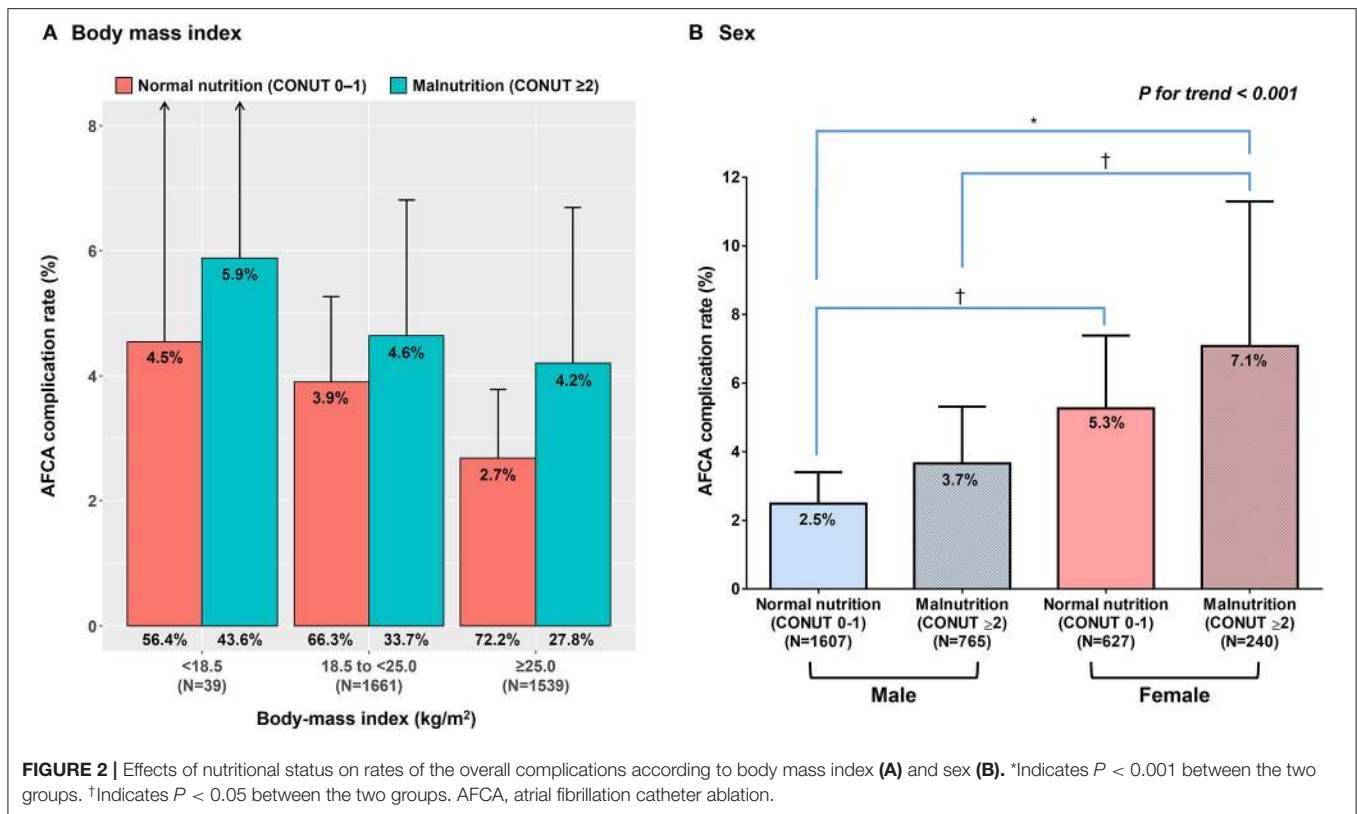 A Body mass index
Normal nutrition (CONUT 0–1) Malnutrition (CONUT ≥2)
AFCA complication rate (%)
8
6
4
2
0
4.5%
5.9%
3.9%
4.6%
2.7%
4.2%
56.4% 43.6% 66.3% 33.7% 72.2% 27.8%
<18.5 18.5 to <25.0 ≥25.0
(N=39) (N=1661) (N=1539)
Body-mass index (kg/m²)
B Sex
P for trend < 0.001
*
†
†
AFCA complication rate (%)
12
10
8
6
4
2
0
2.5%
3.7%
5.3%
7.1%
Normal nutrition Malnutrition Normal nutrition Malnutrition
(CONUT 0-1) (CONUT ≥2) (CONUT 0-1) (CONUT ≥2)
(N=1607) (N=765) (N=627) (N=240)
Male Female
FIGURE 2 | Effects of nutritional status on rates of the overall complications according to body mass index (A) and sex (B). *Indicates P < 0.001 between the two
groups. †Indicates P < 0.05 between the two groups. AFCA, atrial fibrillation catheter ablation.